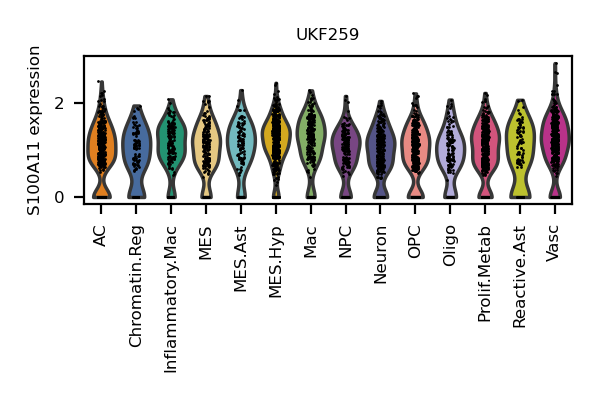 UKF259
S100A11 expression
2
0
AC
Chromatin.Reg
Inflammatory.Mac
MES
MES.Ast
MES.Hyp
Mac
NPC
Neuron
OPC
Oligo
Prolif.Metab
Reactive.Ast
Vasc